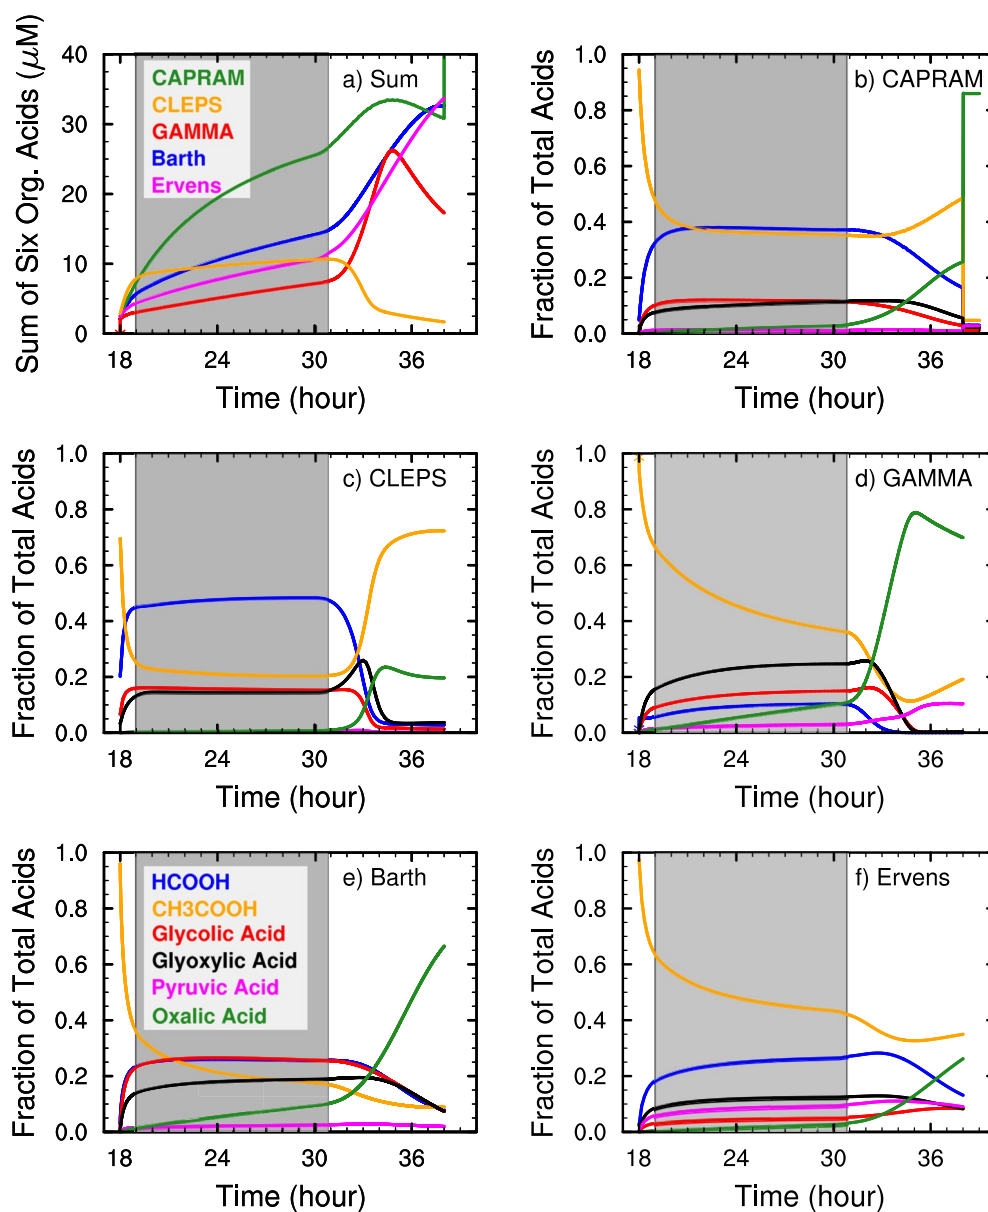 a) Sum
CAPRAM
CLEPS
GAMMA
Barth
Ervens
Sum of Six Org. Acids (μM)
40
30
20
10
0
18 24 30 36
Time (hour)
b) CAPRAM
Fraction of Total Acids
1.0
0.8
0.6
0.4
0.2
0.0
18 24 30 36
Time (hour)
c) CLEPS
Fraction of Total Acids
1.0
0.8
0.6
0.4
0.2
0.0
18 24 30 36
Time (hour)
d) GAMMA
Fraction of Total Acids
1.0
0.8
0.6
0.4
0.2
0.0
18 24 30 36
Time (hour)
e) Barth
HCOOH
CH3COOH
Glycolic Acid
Glyoxylic Acid
Pyruvic Acid
Oxalic Acid
Fraction of Total Acids
1.0
0.8
0.6
0.4
0.2
0.0
18 24 30 36
Time (hour)
f) Ervens
Fraction of Total Acids
1.0
0.8
0.6
0.4
0.2
0.0
18 24 30 36
Time (hour)